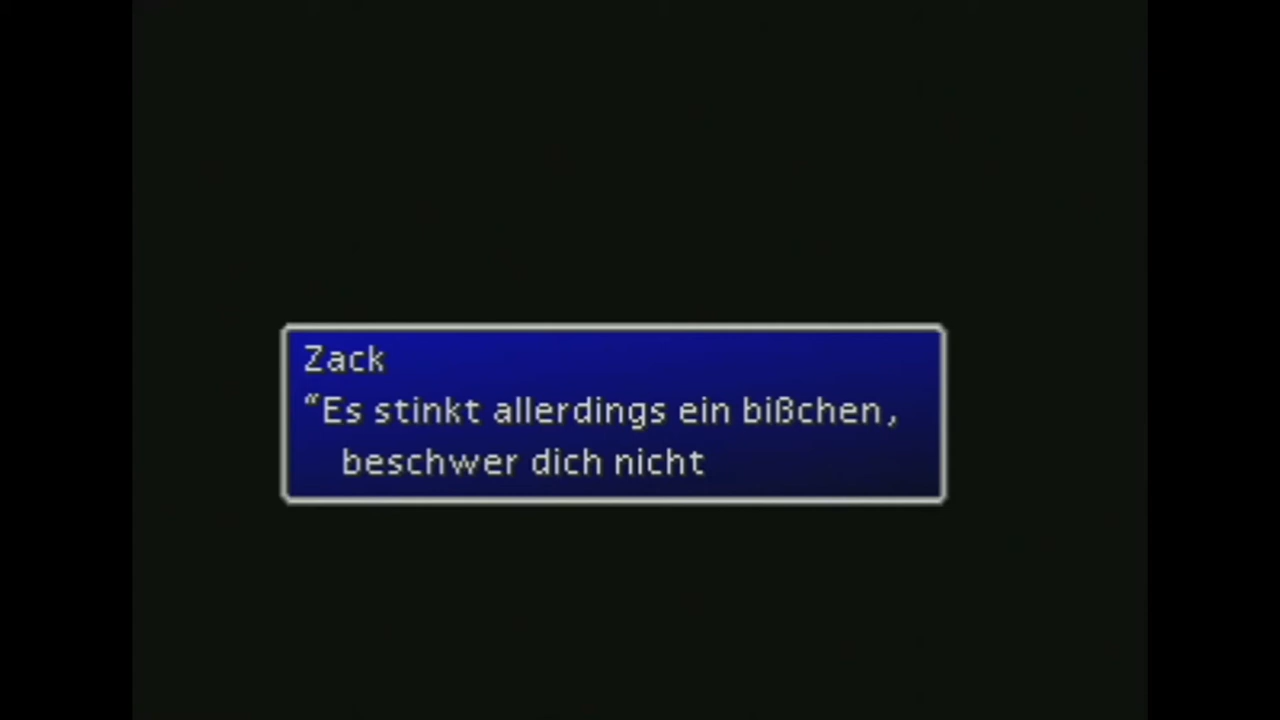 Zack
“Es stinkt allerdings ein bißchen,
beschwer dich nicht